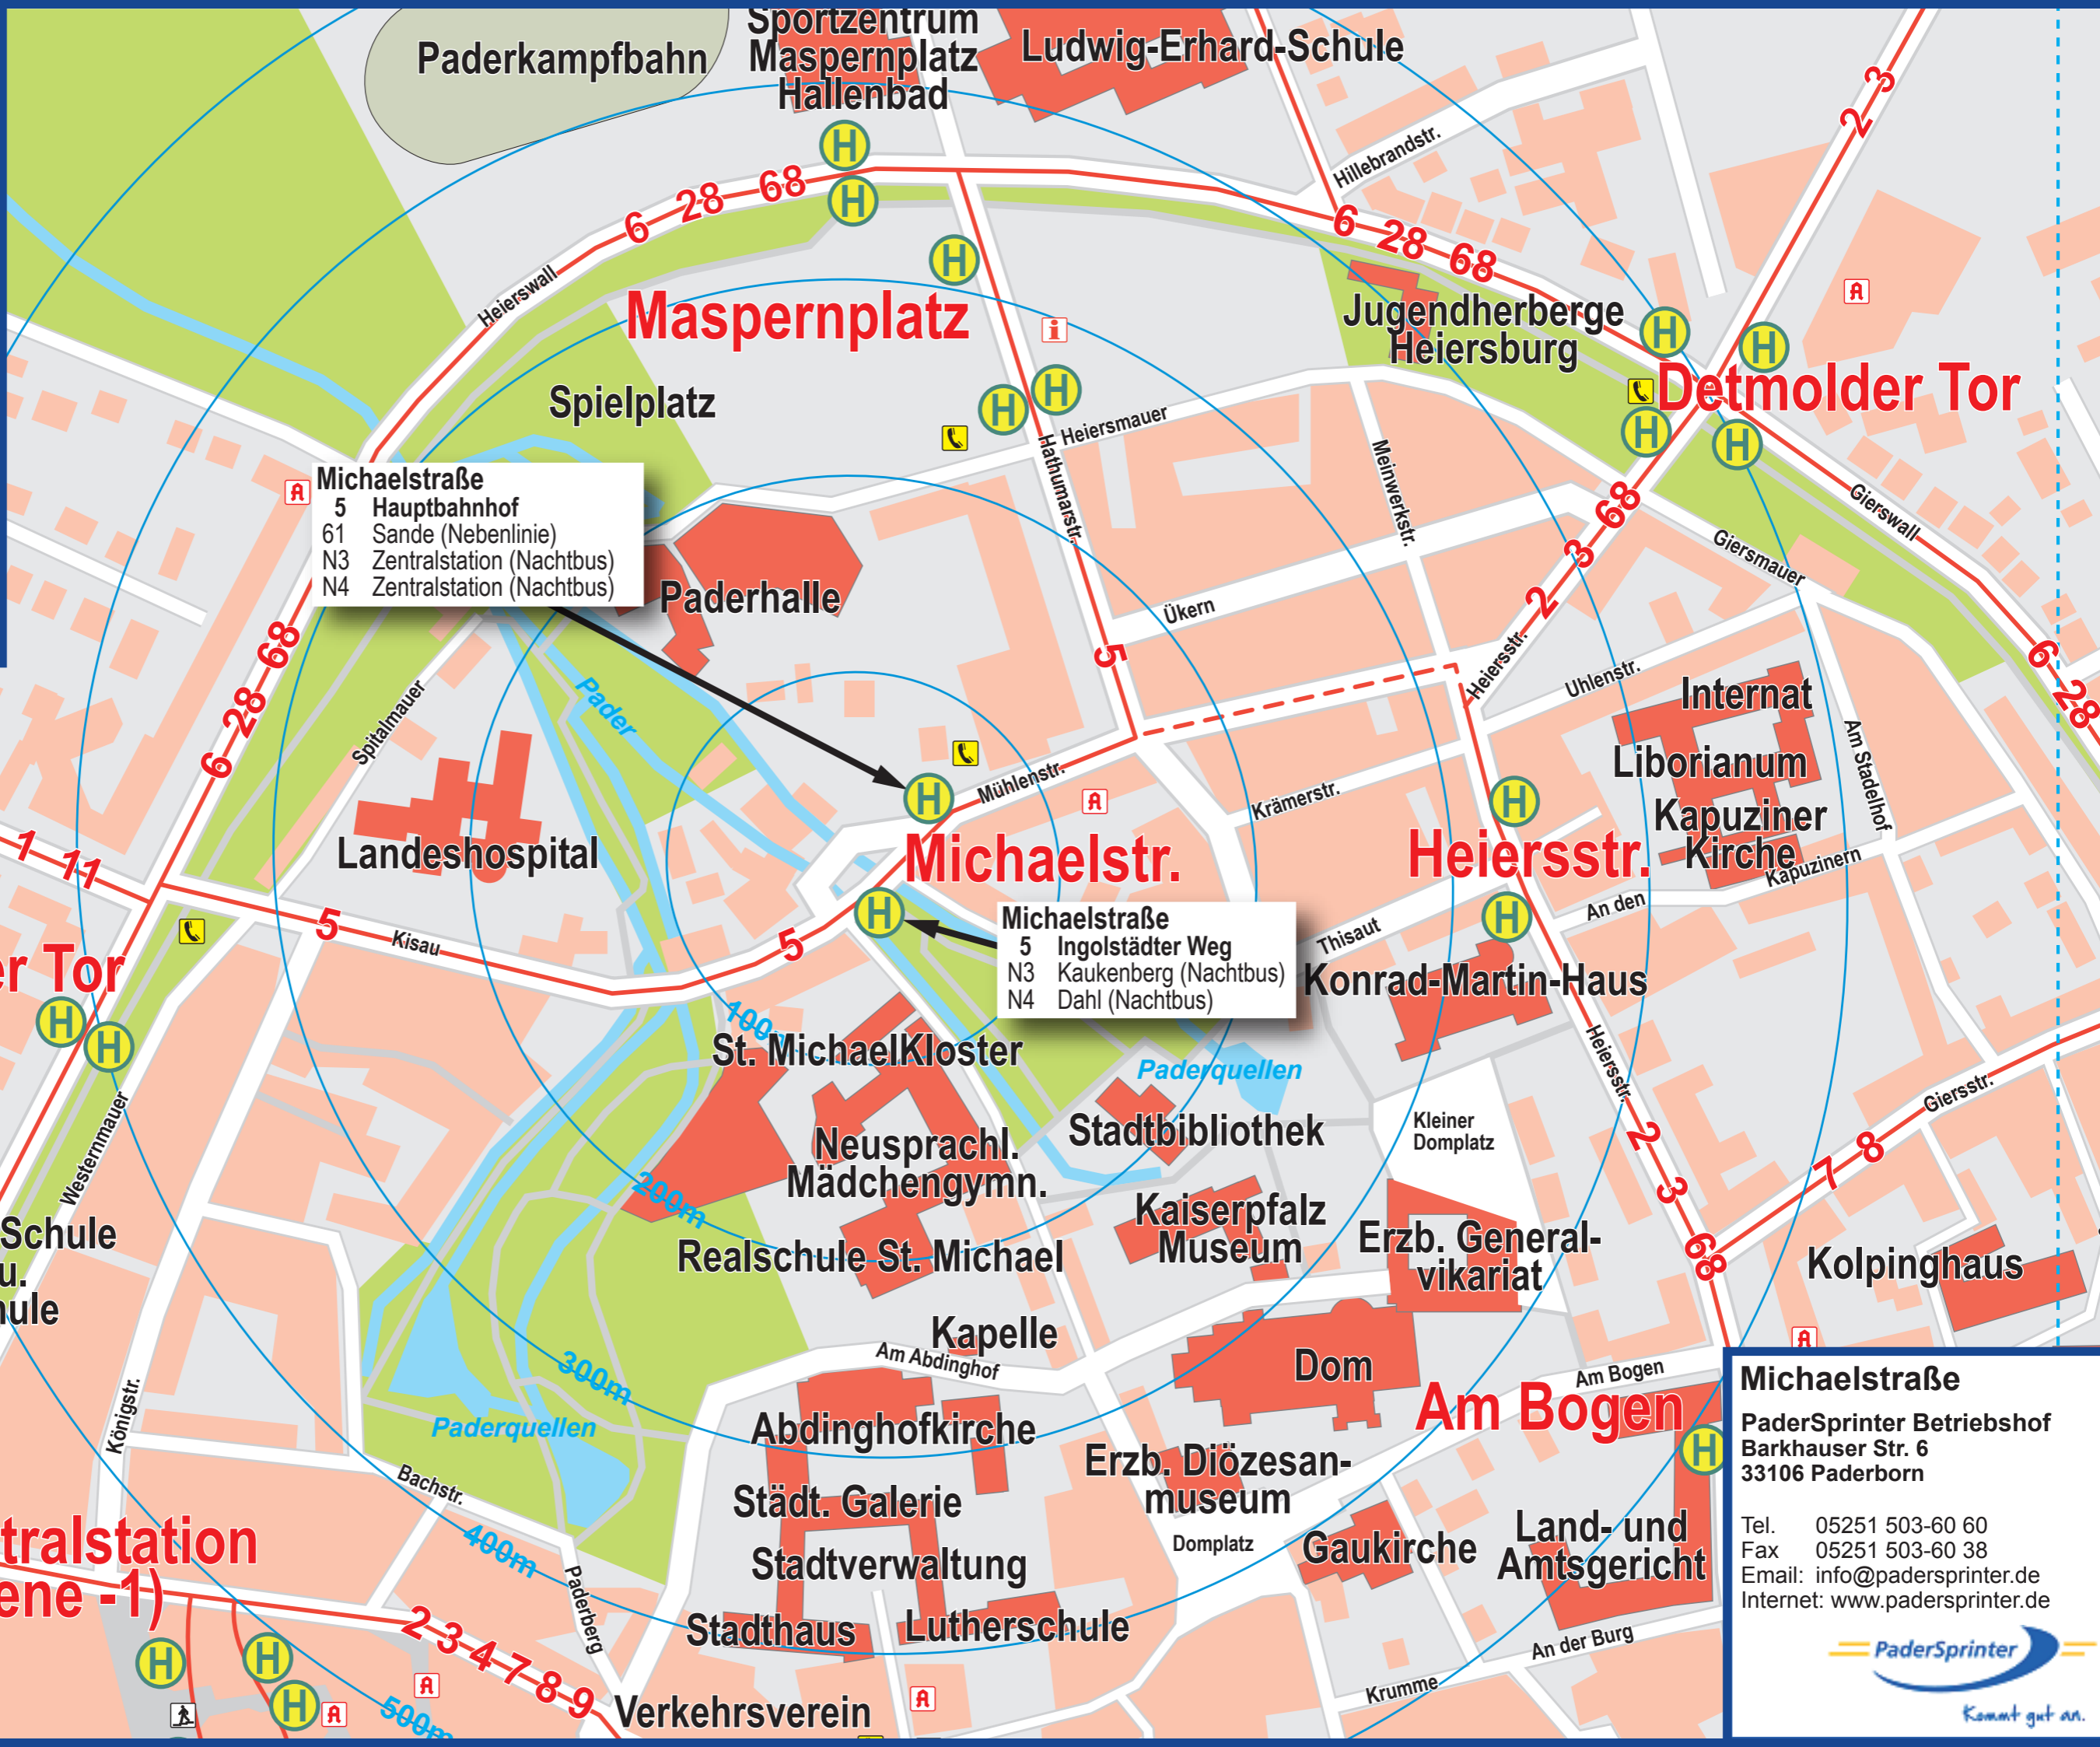 Paderkampfbahn
Sportzentrum
Maspernplatz
Hallenbad
Ludwig-Erhard-Schule
2 3
Hillebrandstr.
H
H
6 28 68
6 28 68
H
Heierswall
Maspernplatz
i
Jugendherberge
Heiersburg
H
H
A
Detmolder Tor
H
H
Spielplatz
H
H
Heiersmauer
Hathumarstr.
Meinwerkstr.
A
Michaelstraße
5 Hauptbahnhof
61 Sande (Nebenlinie)
N3 Zentralstation (Nachtbus)
N4 Zentralstation (Nachtbus)
Paderhalle
2 3 68
Gierswall
Giersmauer
Ükern
5
Heiersstr.
Uhlenstr.
6 28
6 28 68
Spitalmauer
Pader
Internat
Liborianum
Kapuziner
Kirche
Am Stadelhof
An den
Kapuzinern
H
Mühlenstr.
A
Krämerstr.
H
Heiersstr.
H
Landeshospital
Michaelstr.
H
1 11
5
Kisau
5
Michaelstraße
5 Ingolstädter Weg
N3 Kaukenberg (Nachtbus)
N4 Dahl (Nachtbus)
Thisaut
Konrad-Martin-Haus
er Tor
H
H
100m
St. MichaelKloster
Paderquellen
Heiersstr.
Giersstr.
Westernmauer
Neusprachl.
Mädchengymn.
Stadtbibliothek
Kleiner
Domplatz
2 3 68
7 8
200m
Schule
u.
hule
Realschule St. Michael
Kaiserpfalz
Museum
Erzb. General-
vikariat
Kolpinghaus
Kapelle
Am Abdinghof
300m
Dom
Am Bogen
A
Am Bogen
H
Königstr.
Paderquellen
Abdinghofkirche
Erzb. Diözesan-
museum
Bachstr.
Städt. Galerie
Domplatz
Gaukirche
Land- und
Amtsgericht
400m
tralstation
ene -1)
Paderberg
Stadtverwaltung
Stadthaus
Lutherschule
An der Burg
Krumme
2 3 4 7 8 9
H
H
H
A
A
500m
Verkehrsverein
A
Michaelstraße
PaderSprinter Betriebshof
Barkhauser Str. 6
33106 Paderborn
Tel. 05251 503-60 60
Fax 05251 503-60 38
Email: info@padersprinter.de
Internet: www.padersprinter.de
PaderSprinter
Kommt gut an.